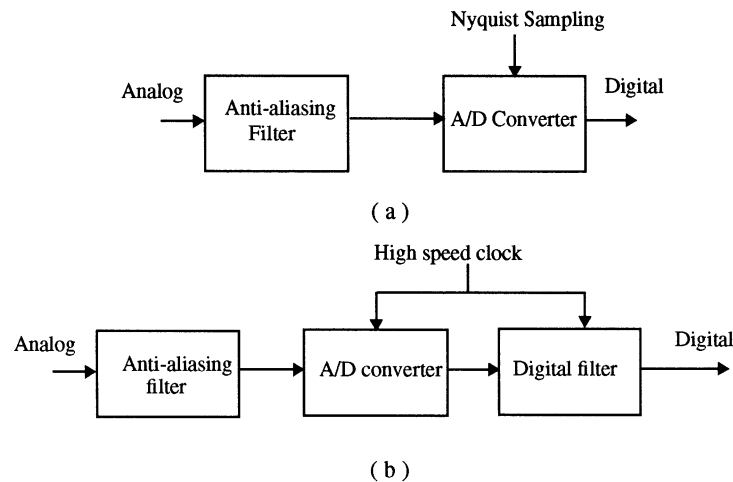 Nyquist Sampling
Analog
Anti-aliasing
Filter
A/D Converter
Digital
( a )
High speed clock
Analog
Anti-aliasing
filter
A/D converter
Digital filter
Digital
( b )